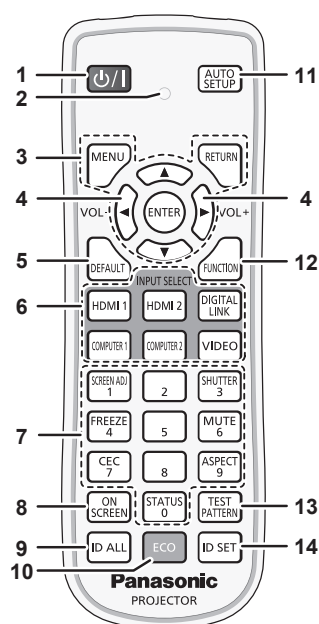 1
⏻/|
AUTO
SETUP
11
2
3
MENU
RETURN
4
4
VOL-
ENTER
VOL+
5
DEFAULT
FUNCTION
12
INPUT SELECT
6
HDMI 1
HDMI 2
DIGITAL
LINK
COMPUTER 1
COMPUTER 2
VIDEO
SCREEN ADJ
1
2
SHUTTER
3
7
FREEZE
4
5
MUTE
6
CEC
7
8
ASPECT
9
8
ON
SCREEN
STATUS
0
TEST
PATTERN
13
9
ID ALL
ECO
ID SET
14
10
Panasonic
PROJECTOR